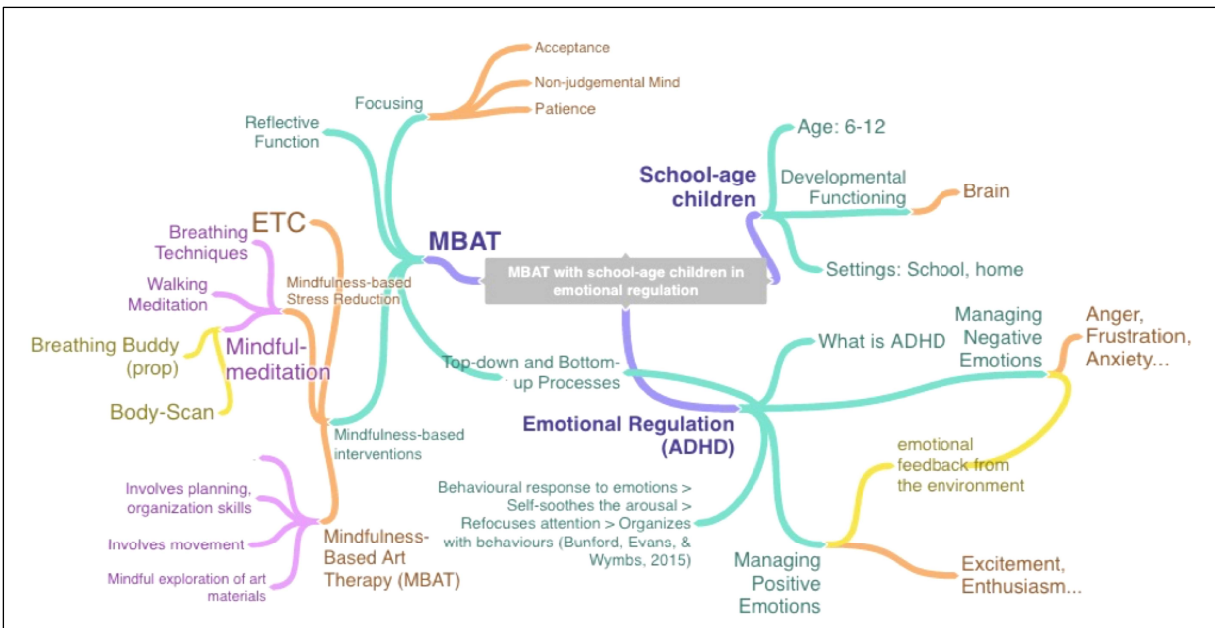 Acceptance
Non-judgemental Mind
Patience
Focusing
Reflective
Function
ETC
Breathing
Techniques
Walking
Meditation
Breathing Buddy
(prop)
Body-Scan
Mindful-
meditation
Mindfulness-based
Stress Reduction
MBAT
MBAT with school-age children in
emotional regulation
School-age
children
Age: 6-12
Developmental
Functioning
Brain
Settings: School, home
Top-down and Bottom-
up Processes
Mindfulness-based
interventions
Emotional Regulation
(ADHD)
What is ADHD
Managing
Negative
Emotions
Anger,
Frustration,
Anxiety...
emotional
feedback from
the environment
Behavioural response to emotions >
Self-soothes the arousal >
Refocuses attention > Organizes
with behaviours (Bunford, Evans, &
Wymbs, 2015)
Managing
Positive
Emotions
Excitement,
Enthusiasm...
.
Involves planning,
organization skills
Involves movement
Mindful exploration of art
materials
Mindfulness-
Based Art
Therapy (MBAT)